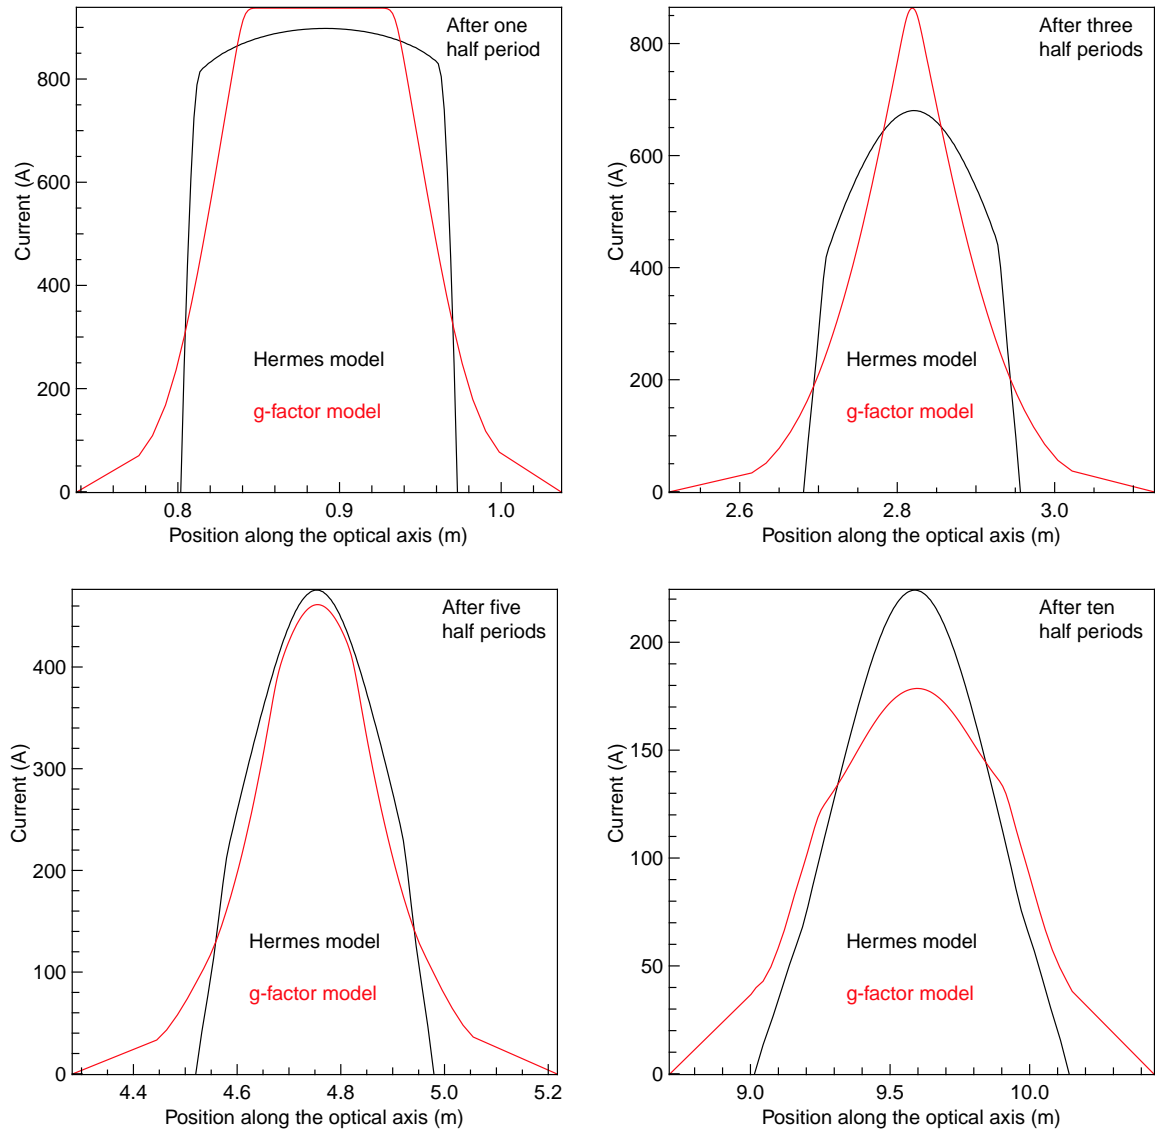 After one
half period
Current (A)
800
600
400
200
0
Hermes model
g-factor model
0.8
0.9
1.0
Position along the optical axis (m)
After three
half periods
Current (A)
800
600
400
200
0
Hermes model
g-factor model
2.6
2.8
3.0
Position along the optical axis (m)
After five
half periods
Current (A)
400
300
200
100
0
Hermes model
g-factor model
4.4
4.6
4.8
5.0
5.2
Position along the optical axis (m)
After ten
half periods
Current (A)
200
150
100
50
0
Hermes model
g-factor model
9.0
9.5
10.0
Position along the optical axis (m)